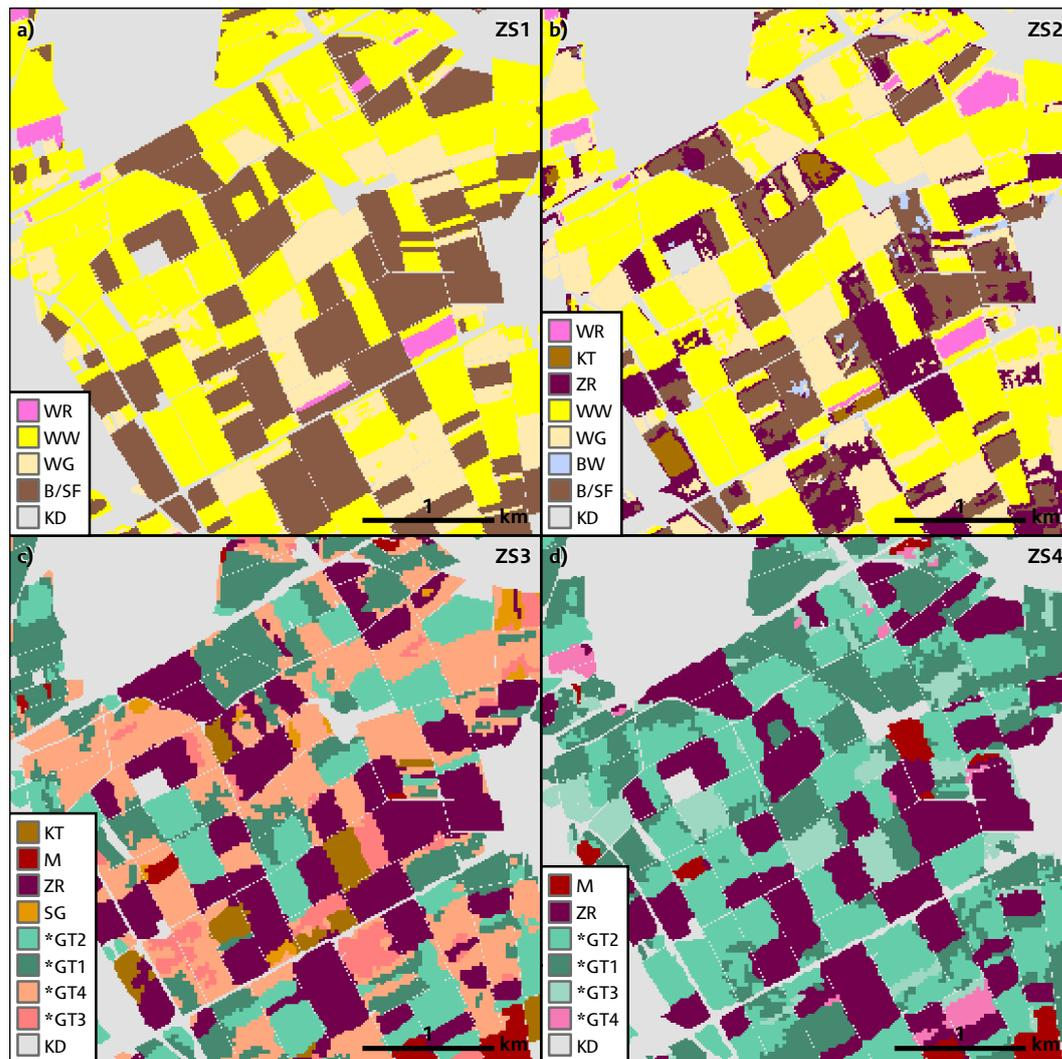 a) ZS1
WR
WW
WG
B/SF
KD
1
km
b) ZS2
WR
KT
ZR
WW
WG
BW
B/SF
KD
1
km
c) ZS3
KT
M
ZR
SG
*GT2
*GT1
*GT4
*GT3
KD
1
km
d) ZS4
M
ZR
*GT2
*GT1
*GT3
*GT4
KD
1
km